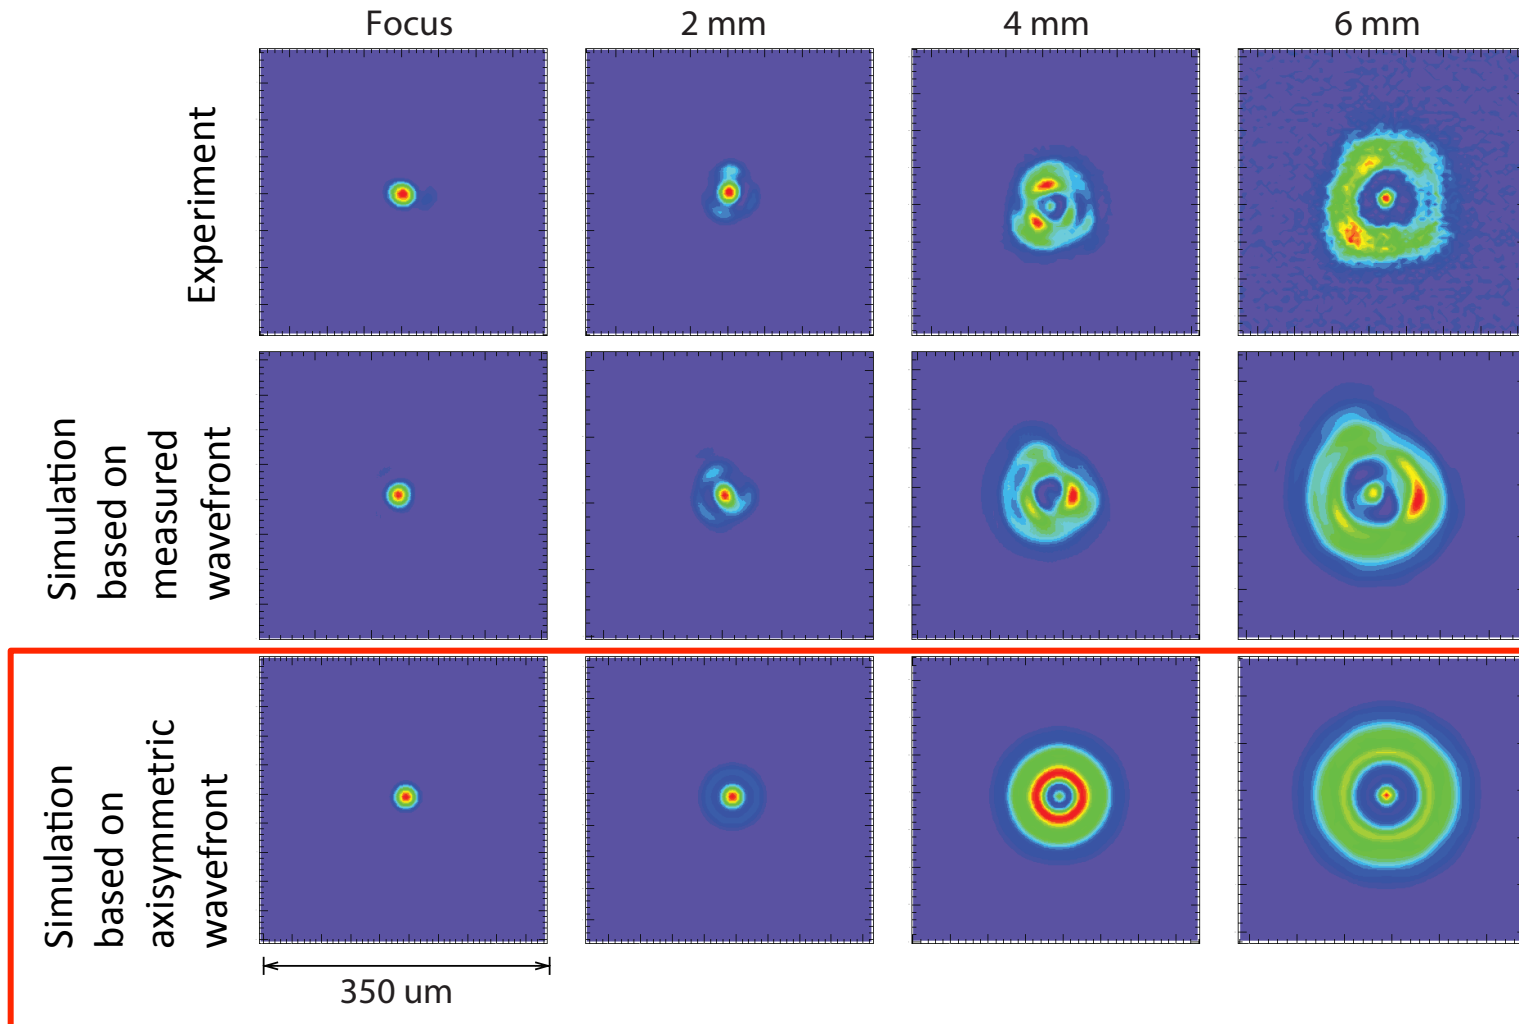 Focus
2 mm
4 mm
6 mm
Experiment
Simulation
based on
measured
wavefront
Simulation
based on
axisymmetric
wavefront
350 um